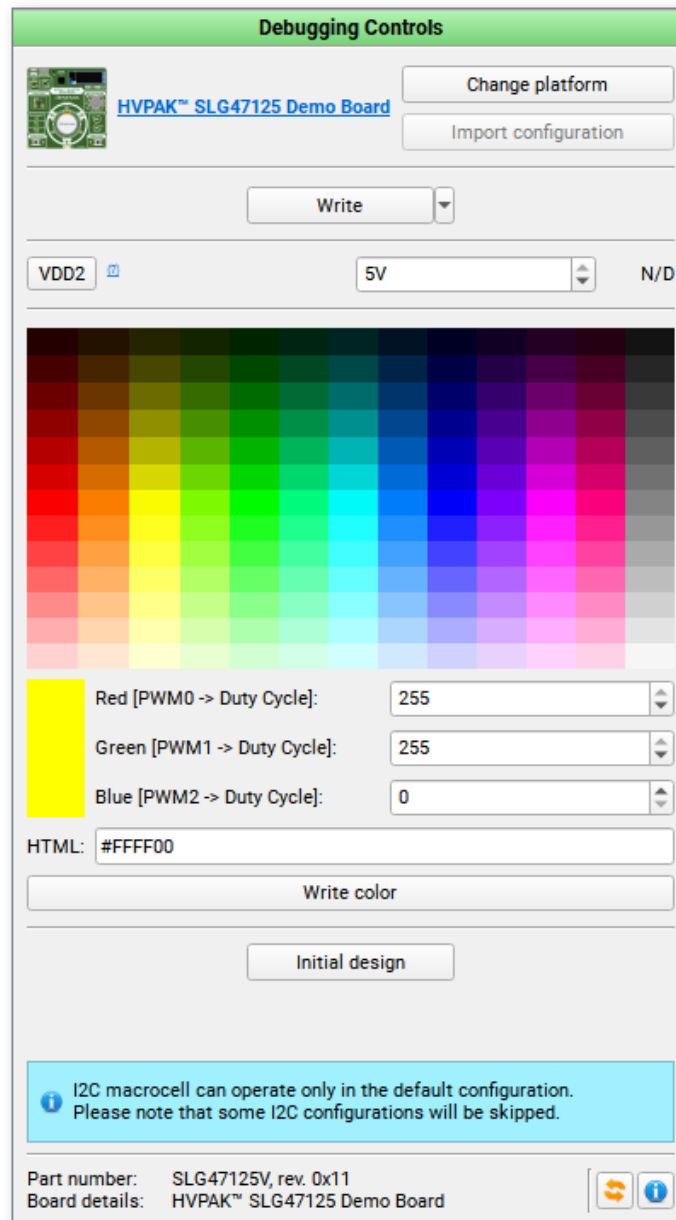 Debugging Controls
HVPAK™ SLG47125 Demo Board
Change platform
Import configuration
Write
VDD2 [?] 5V N/D
Red [PWM0 -> Duty Cycle]: 255
Green [PWM1 -> Duty Cycle]: 255
Blue [PWM2 -> Duty Cycle]: 0
HTML: #FFFF00
Write color
Initial design
I2C macrocell can operate only in the default configuration.
Please note that some I2C configurations will be skipped.
Part number: SLG47125V, rev. 0x11
Board details: HVPAK™ SLG47125 Demo Board